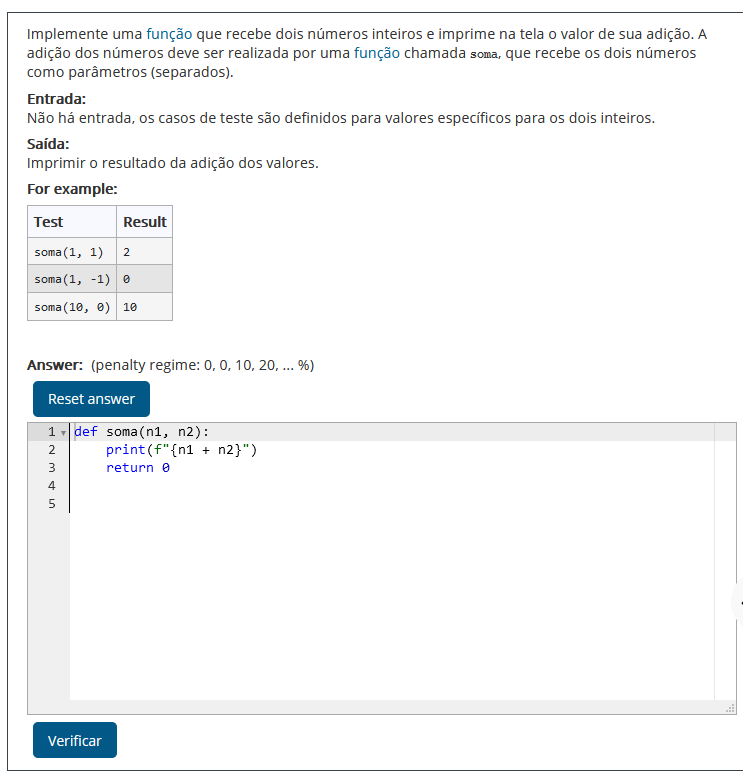 Implemente uma função que recebe dois números inteiros e imprime na tela o valor de sua adição. A
adição dos números deve ser realizada por uma função chamada soma, que recebe os dois números
como parâmetros (separados).
Entrada:
Não há entrada, os casos de teste são definidos para valores específicos para os dois inteiros.
Saída:
Imprimir o resultado da adição dos valores.
For example:
Test Result
soma(1, 1) 2
soma(1, -1) 0
soma(10, 0) 10
Answer: (penalty regime: 0, 0, 10, 20, ... %)
Reset answer
1 def soma(n1, n2):
2 print(f"{n1 + n2}")
3 return 0
4
5
Verificar